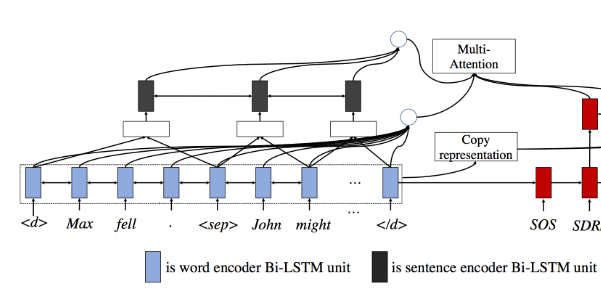 Multi-
Attention
Copy
representation
...
...
<d> Max fell . <sep> John might </d> SOS SDR
is word encoder Bi-LSTM unit is sentence encoder Bi-LSTM unit